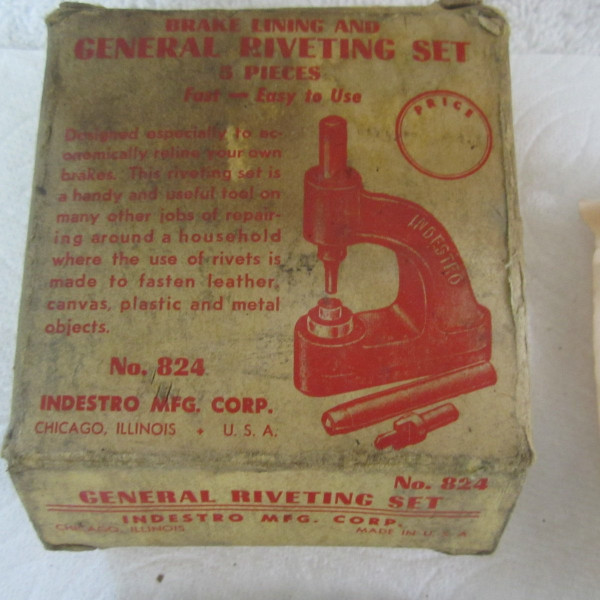 BRAKE LINING AND
GENERAL RIVETING SET
5 PIECES
Fast — Easy to Use
PRICE
Designed especially to ec-
onomically reline your own
brakes. This riveting set is
a handy and useful tool on
many other jobs of repair-
ing around a household
where the use of rivets is
made to fasten leather,
canvas, plastic and metal
objects.
INDESTRO
No. 824
INDESTRO MFG. CORP.
CHICAGO, ILLINOIS • U. S. A.
No. 824
GENERAL RIVETING SET
INDESTRO MFG. CORP.
CHICAGO, ILLINOIS MADE IN U. S. A.